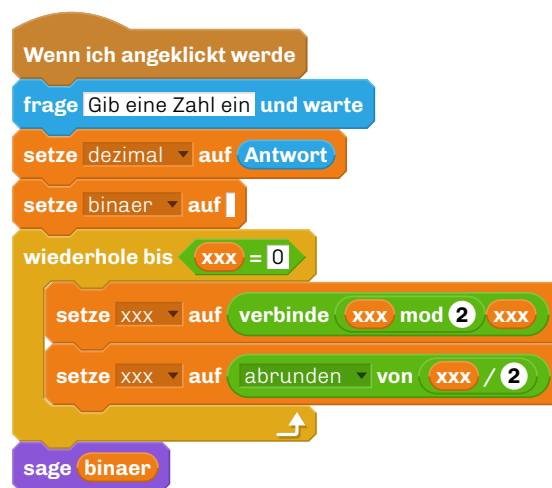 Wenn ich angeklickt werde
frage Gib eine Zahl ein und warte
setze dezimal auf Antwort
setze binaer auf
wiederhole bis xxx = 0
setze xxx auf verbinde xxx mod 2 xxx
setze xxx auf abrunden von xxx / 2
sage binaer